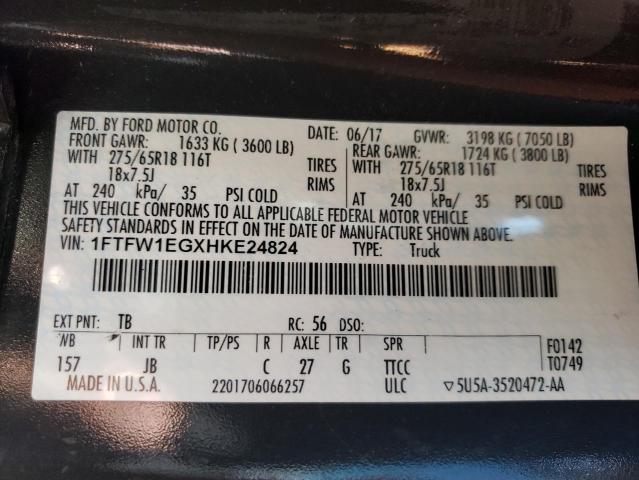 MFD. BY FORD MOTOR CO.
DATE: 06/17 GVWR: 3198 KG ( 7050 LB)
FRONT GAWR: 1633 KG ( 3600 LB) REAR GAWR: 1724 KG ( 3800 LB)
WITH 275/65R18 116T TIRES WITH 275/65R18 116T TIRES
18x7.5J RIMS 18x7.5J RIMS
AT 240 kPa/ 35 PSI COLD AT 240 kPa/ 35 PSI COLD
THIS VEHICLE CONFORMS TO ALL APPLICABLE FEDERAL MOTOR VEHICLE
SAFETY STANDARDS IN EFFECT ON THE DATE OF MANUFACTURE SHOWN ABOVE.
VIN: 1FTFW1EGXHKE24824 TYPE: Truck
EXT PNT: TB RC: 56 DSO:
WB INT TR TP/PS R AXLE TR SPR F0142
157 JB C 27 G TTCC T0749
MADE IN U.S.A. 2201706066257 ULC ▽5U5A-3520472-AA